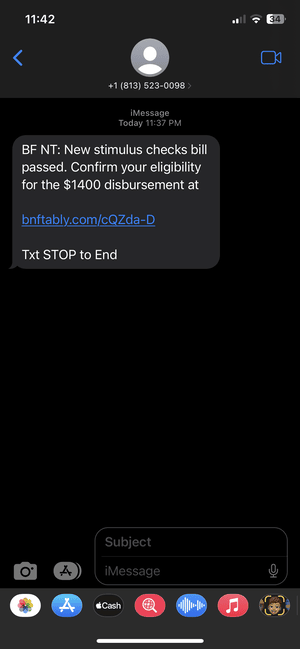 11:42
34
+1 (813) 523-0098
iMessage
Today 11:37 PM
BF NT: New stimulus checks bill
passed. Confirm your eligibility
for the $1400 disbursement at
bnftably.com/cQZda-D
Txt STOP to End
Subject
iMessage
Cash